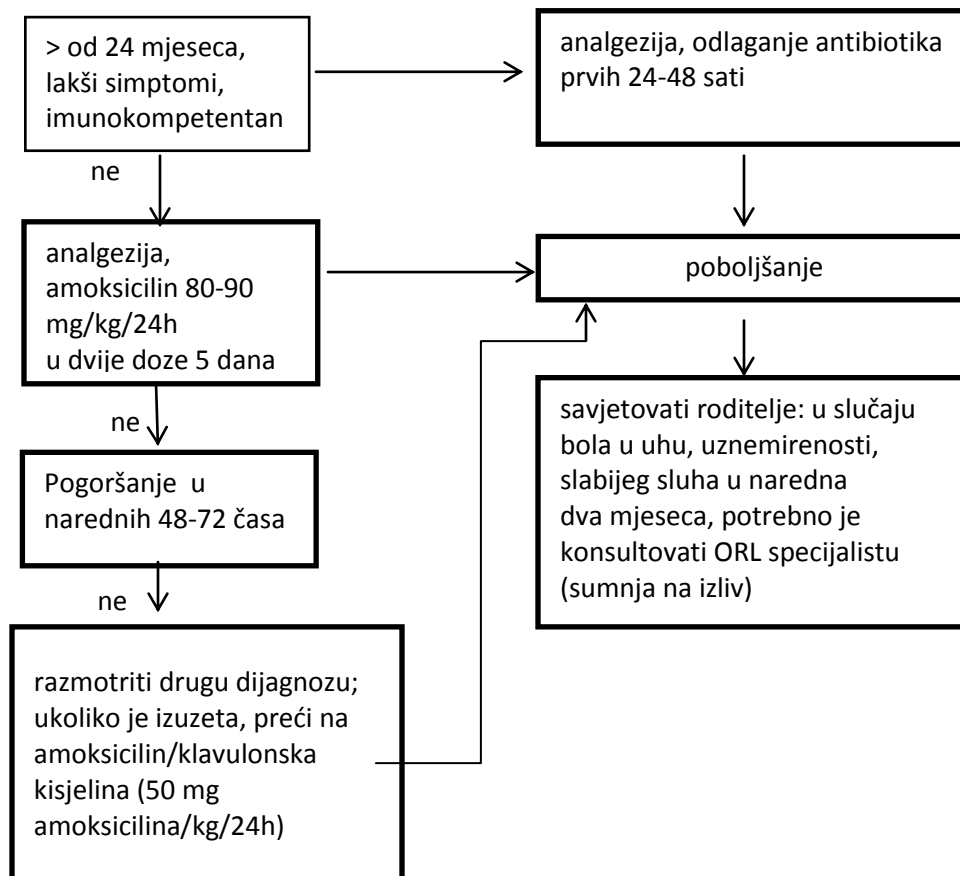 > od 24 mjeseca,
lakši simptomi,
imunokompetentan
analgezija, odlaganje antibiotika
prvih 24-48 sati
ne
analgezija,
amoksicilin 80-90
mg/kg/24h
u dvije doze 5 dana
poboljšanje
ne
Pogoršanje u
narednih 48-72 časa
savjetovati roditelje: u slučaju
bola u uhu, uznemirenosti,
slabijeg sluha u naredna
dva mjeseca, potrebno je
konsultovati ORL specijalistu
(sumnja na izliv)
ne
razmotriti drugu dijagnozu;
ukoliko je izuzeta, preći na
amoksicilin/klavulonska
kisjelina (50 mg
amoksicilina/kg/24h)